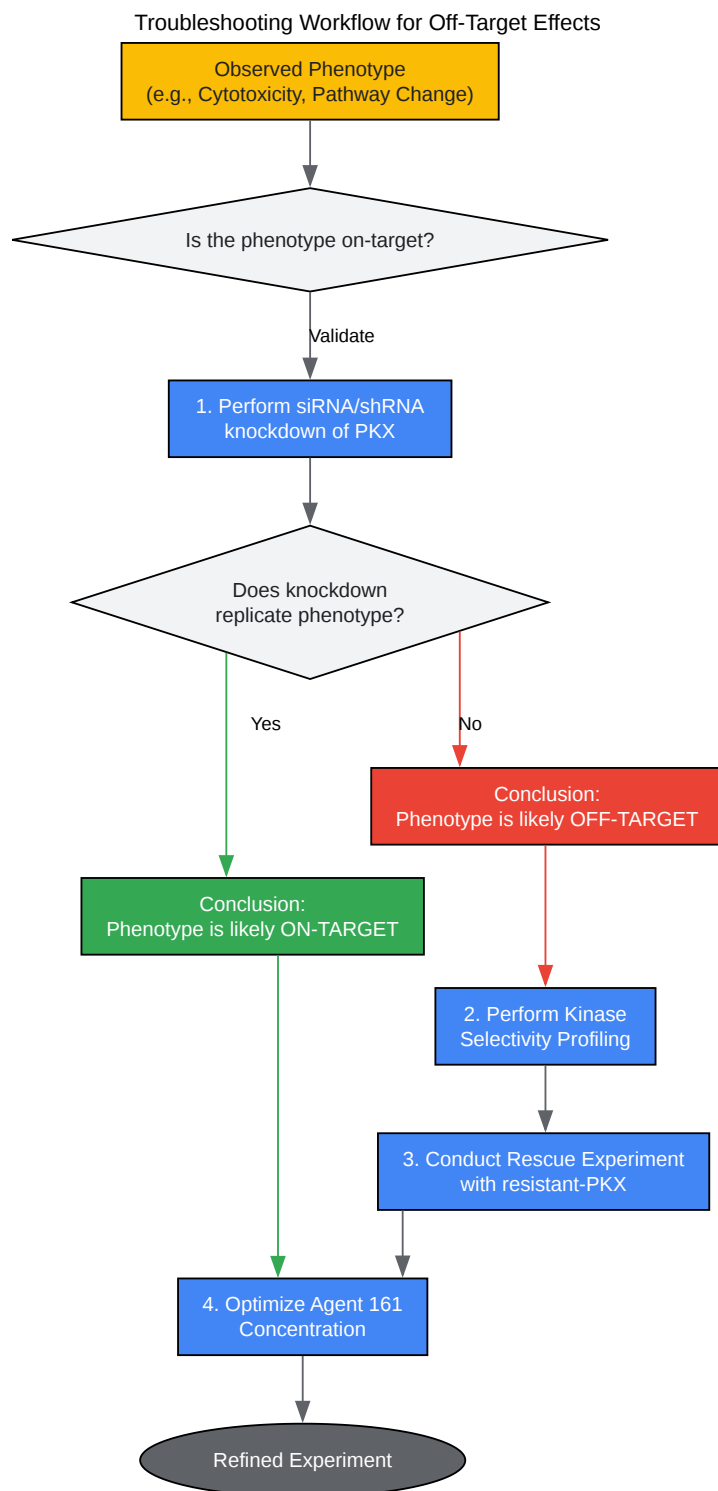 Troubleshooting Workflow for Off-Target Effects
Observed Phenotype
(e.g., Cytotoxicity, Pathway Change)
Is the phenotype on-target?
Validate
1. Perform siRNA/shRNA
knockdown of PKX
Does knockdown
replicate phenotype?
Yes
No
Conclusion:
Phenotype is likely OFF-TARGET
Conclusion:
Phenotype is likely ON-TARGET
2. Perform Kinase
Selectivity Profiling
3. Conduct Rescue Experiment
with resistant-PKX
4. Optimize Agent 161
Concentration
Refined Experiment